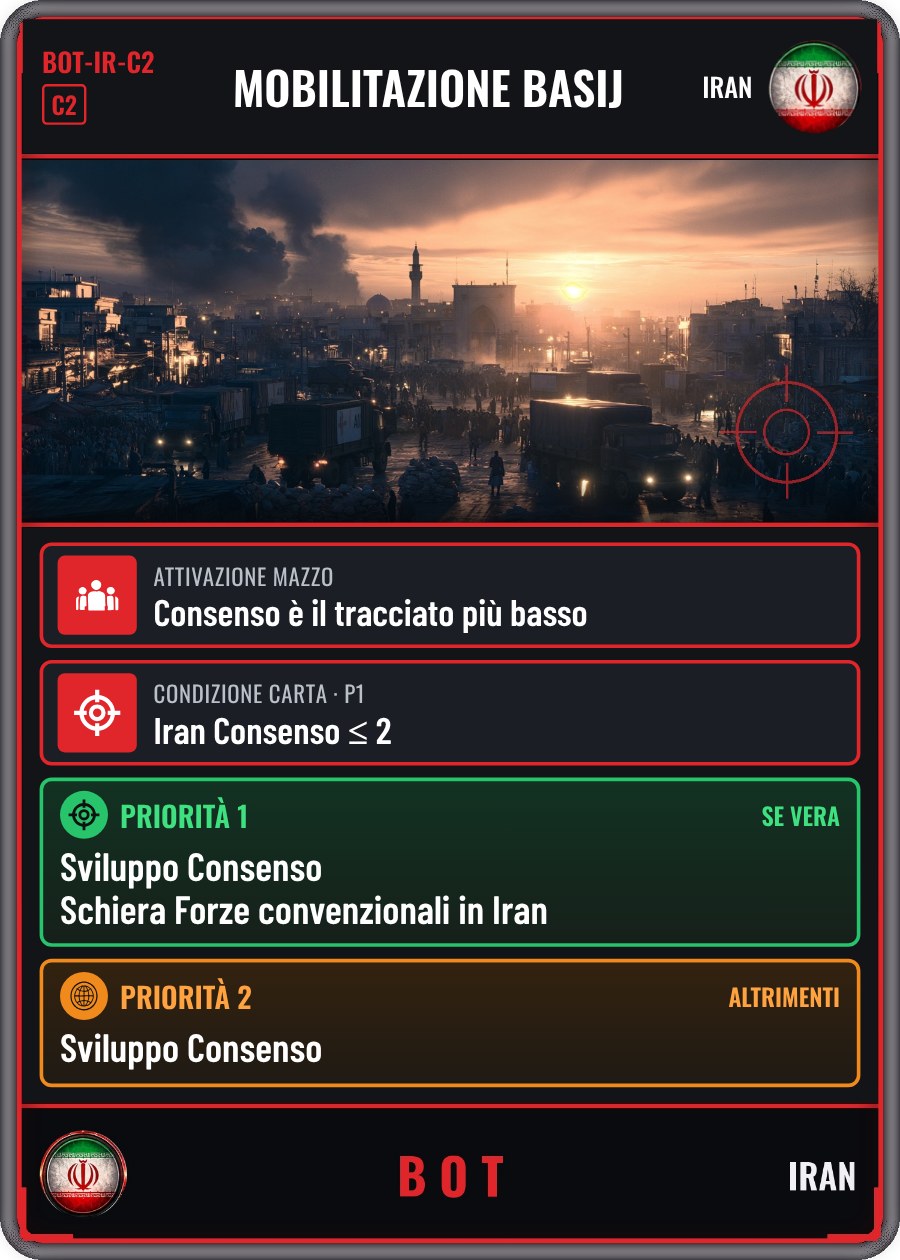 BOT-IR-C2
C2
MOBILITAZIONE BASIJ
IRAN
ATTIVAZIONE MAZZO
Consenso è il tracciato più basso
CONDIZIONE CARTA · P1
Iran Consenso ≤ 2
PRIORITÀ 1
SE VERA
Sviluppo Consenso
Schiera Forze convenzionali in Iran
PRIORITÀ 2
ALTRIMENTI
Sviluppo Consenso
BOT
IRAN